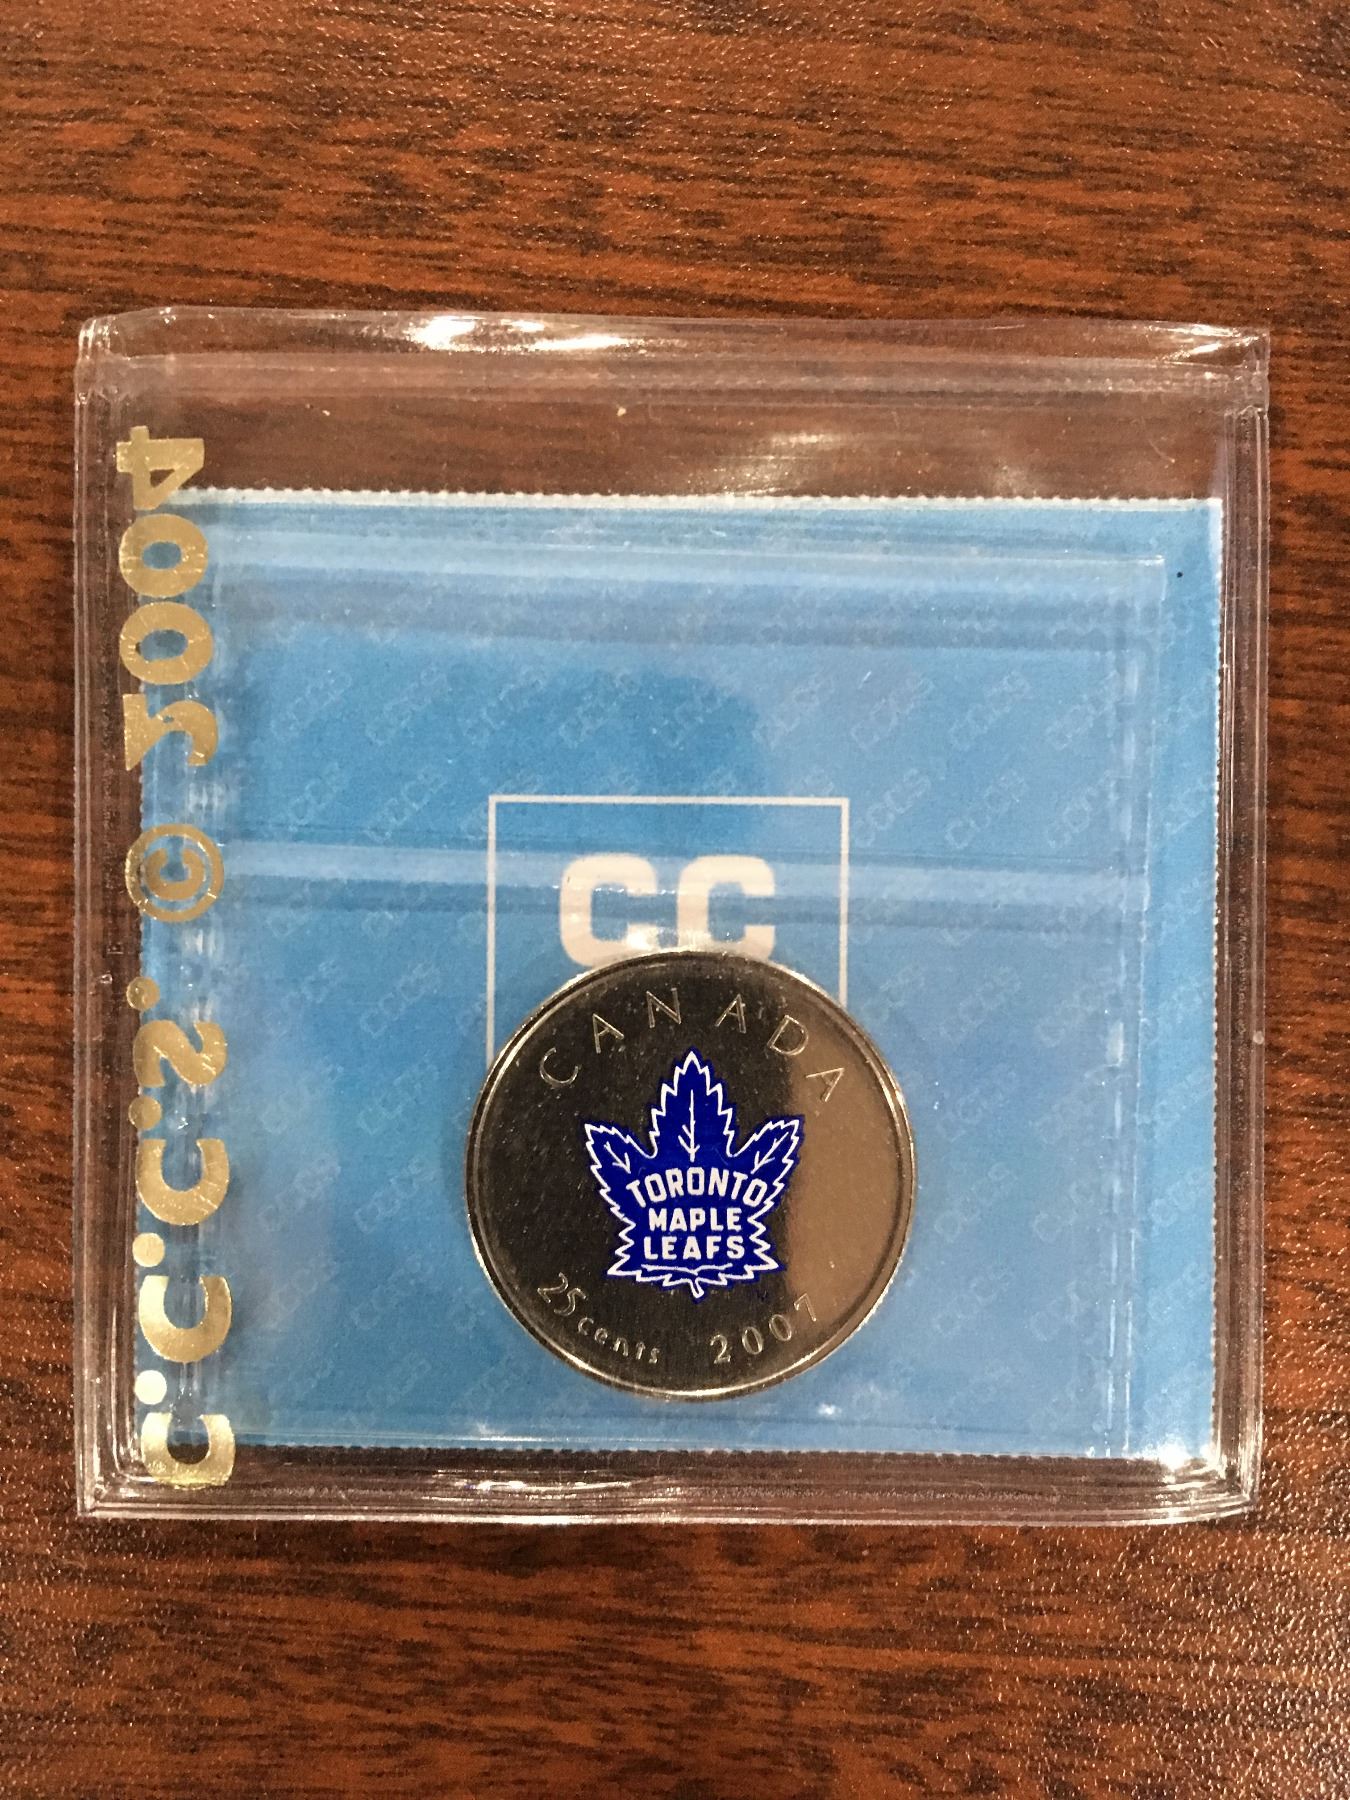 C.C.C.S. © 2004
CC
CANADA
TORONTO
MAPLE
LEAFS
25 cents 2007